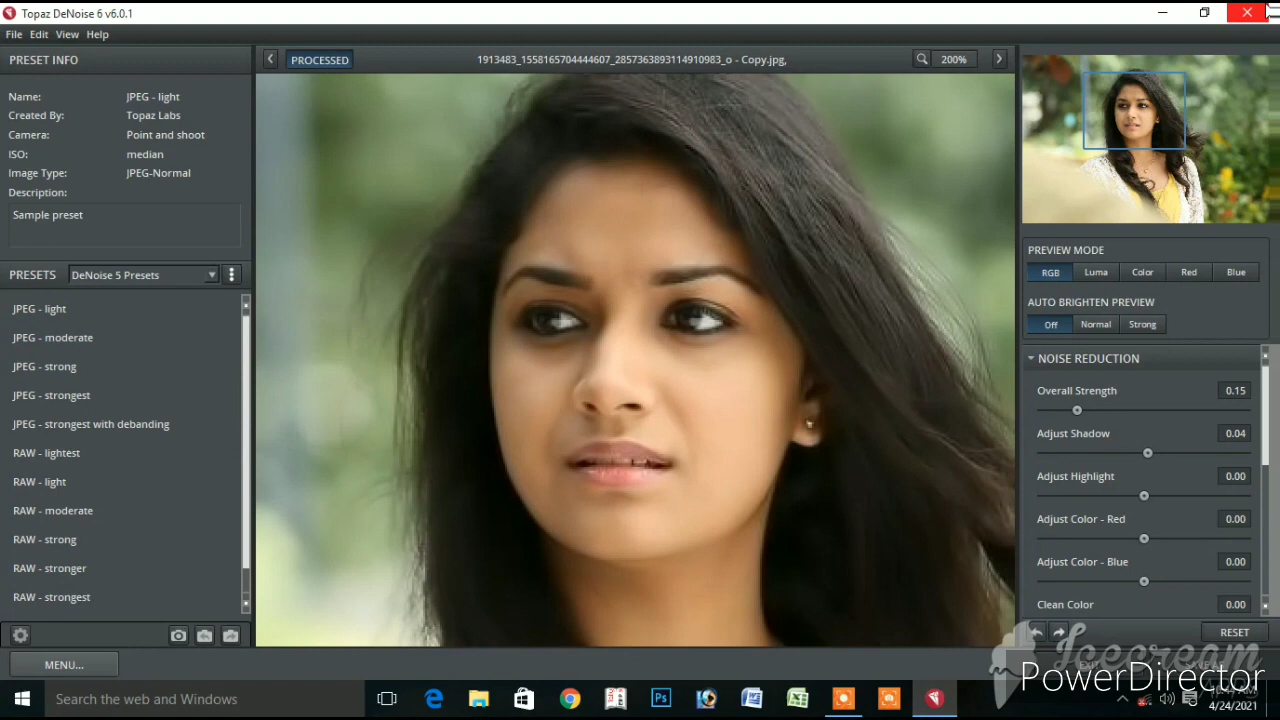 Topaz DeNoise 6 v6.0.1
File Edit View Help
PRESET INFO
Name: JPEG - light
Created By: Topaz Labs
Camera: Point and shoot
ISO: median
Image Type: JPEG-Normal
Description:
Sample preset
PRESETS DeNoise 5 Presets
JPEG - light
JPEG - moderate
JPEG - strong
JPEG - strongest
JPEG - strongest with debanding
RAW - lightest
RAW - light
RAW - moderate
RAW - strong
RAW - stronger
RAW - strongest
MENU...
PROCESSED 1913483_1558165704444607_2857363893114910983_o - Copy.jpg, 200%
PREVIEW MODE
RGB Luma Color Red Blue
AUTO BRIGHTEN PREVIEW
Off Normal Strong
NOISE REDUCTION
Overall Strength 0.15
Adjust Shadow 0.04
Adjust Highlight 0.00
Adjust Color - Red 0.00
Adjust Color - Blue 0.00
Clean Color 0.00
RESET
Icecream
PowerDirector
Search the web and Windows
4/24/2021